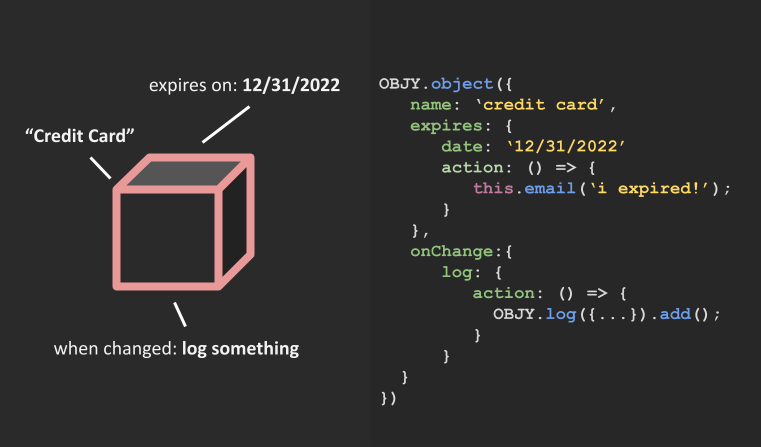 expires on: 12/31/2022
“Credit Card”
when changed: log something
OBJY.object({
name: ‘credit card’,
expires: {
date: ‘12/31/2022’
action: () => {
this.email(‘i expired!’);
}
},
onChange:{
log: {
action: () => {
OBJY.log({...}).add();
}
}
}
})